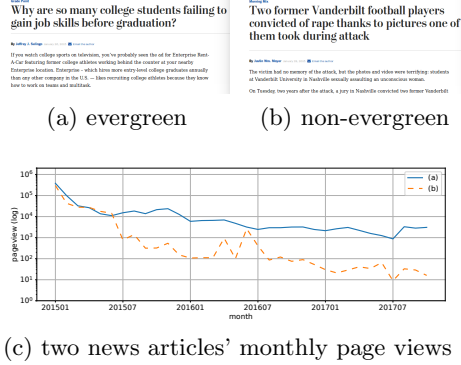 Why are so many college students failing to
gain job skills before graduation?
By Jeffrey J. Selingo
If you watch college sports on television, you've probably seen the ad for Enterprise Rent-
A-Car featuring former college athletes working behind the counter at your nearby
Enterprise location. Enterprise – which hires more entry-level college graduates annually
than any other company in the U.S. — likes recruiting college athletes because they know
how to work on teams and multitask.
(a) evergreen
Morning Mix
Two former Vanderbilt football players
convicted of rape thanks to pictures one of
them took during attack
The victim had no memory of the attack, but the photos and video were terrifying: students
at Vanderbilt University in Nashville sexually assaulting an unconscious woman.
On Tuesday, two years after the attack, a jury in Nashville convicted two former Vanderbilt
(b) non-evergreen
pageview (log)
10⁶
10⁵
10⁴
10³
10²
10¹
10⁰
(a)
(b)
201501
201507
201601
201607
201701
201707
month
(c) two news articles' monthly page views